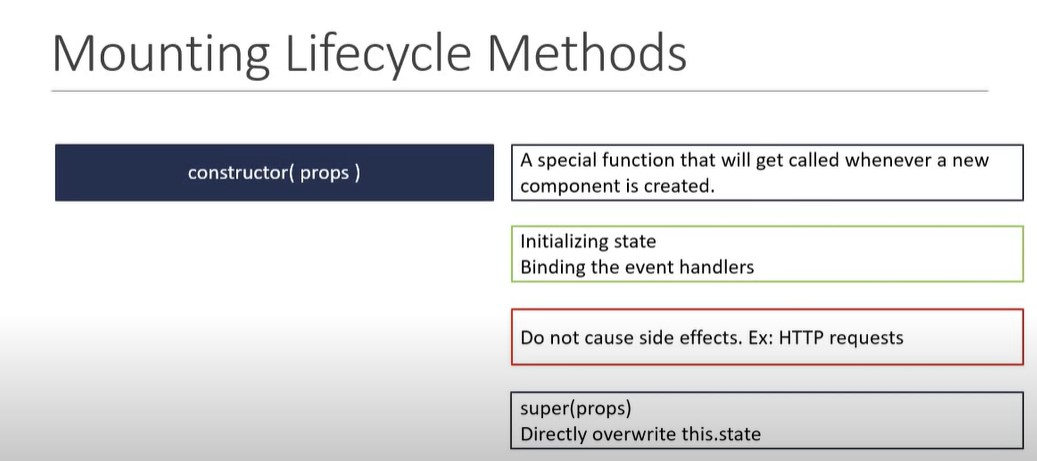 Mounting Lifecycle Methods
constructor( props )
A special function that will get called whenever a new
component is created.
Initializing state
Binding the event handlers
Do not cause side effects. Ex: HTTP requests
super(props)
Directly overwrite this.state